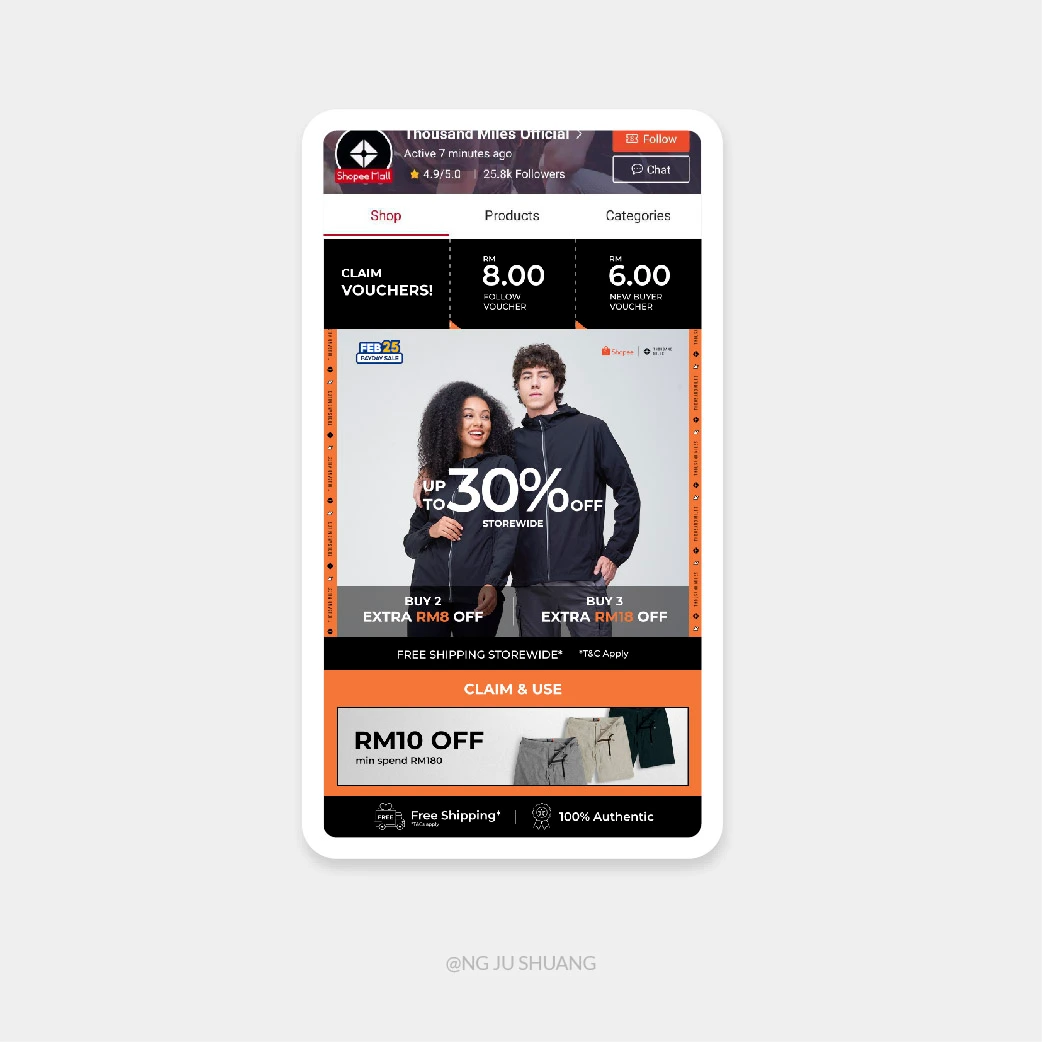 Thousand Miles Official >
Follow
Active 7 minutes ago
Chat
4.9/5.0 | 25.8k Followers
Shopee Mall
Shop
Products
Categories
CLAIM
VOUCHERS!
RM
8.00
FOLLOW
VOUCHER
RM
6.00
NEW BUYER
VOUCHER
FEB 25
PAYDAY SALE
Shopee
UP
TO
30%
OFF
STOREWIDE
BUY 2
EXTRA RM8 OFF
BUY 3
EXTRA RM18 OFF
FREE SHIPPING STOREWIDE*
*T&C Apply
CLAIM & USE
RM10 OFF
min spend RM180
FREE
Free Shipping*
*T&Cs apply
100% Authentic
@NG JU SHUANG